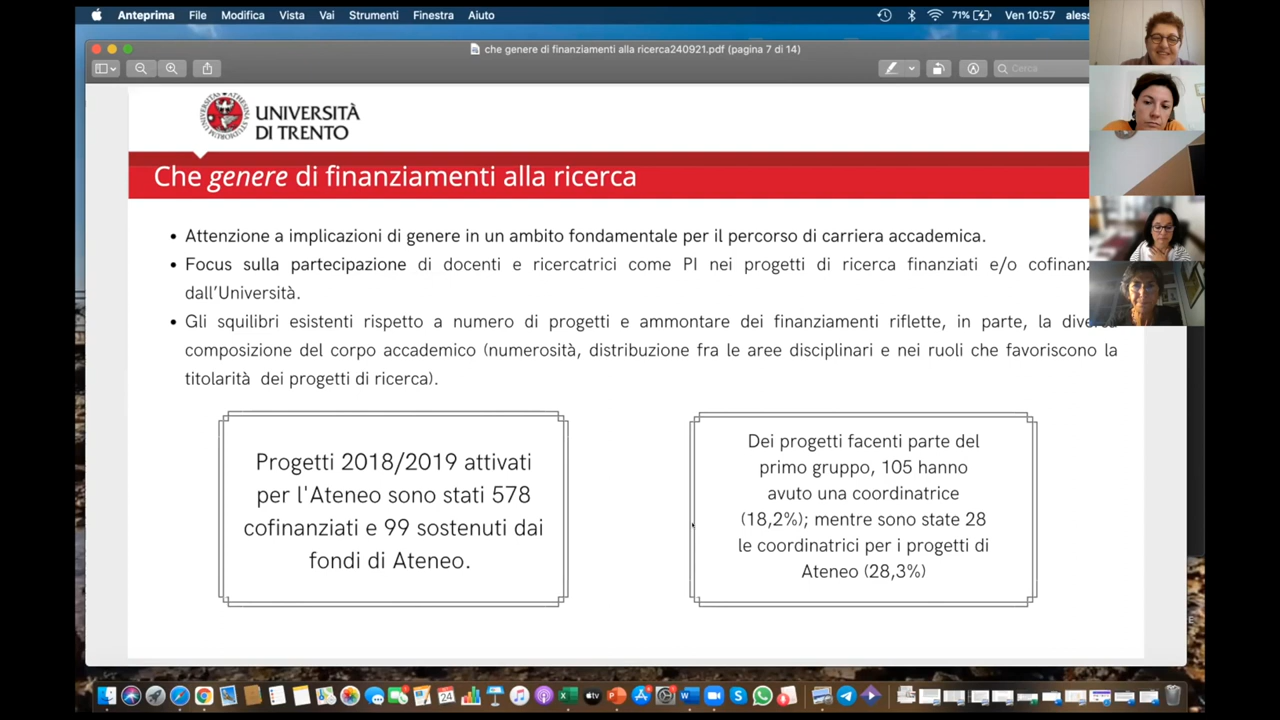 Anteprima File Modifica Vista Vai Strumenti Finestra Aiuto 71% Ven 10:57 aless
che genere di finanziamenti alla ricerca240921.pdf (pagina 7 di 14)
Cerca
UNIVERSITÀ
DI TRENTO
Che genere di finanziamenti alla ricerca
• Attenzione a implicazioni di genere in un ambito fondamentale per il percorso di carriera accademica.
• Focus sulla partecipazione di docenti e ricercatrici come PI nei progetti di ricerca finanziati e/o cofinanz
dall'Università.
• Gli squilibri esistenti rispetto a numero di progetti e ammontare dei finanziamenti riflette, in parte, la diversa
composizione del corpo accademico (numerosità, distribuzione fra le aree disciplinari e nei ruoli che favoriscono la
titolarità dei progetti di ricerca).
Progetti 2018/2019 attivati
per l'Ateneo sono stati 578
cofinanziati e 99 sostenuti dai
fondi di Ateneo.
Dei progetti facenti parte del
primo gruppo, 105 hanno
avuto una coordinatrice
(18,2%); mentre sono state 28
le coordinatrici per i progetti di
Ateneo (28,3%)